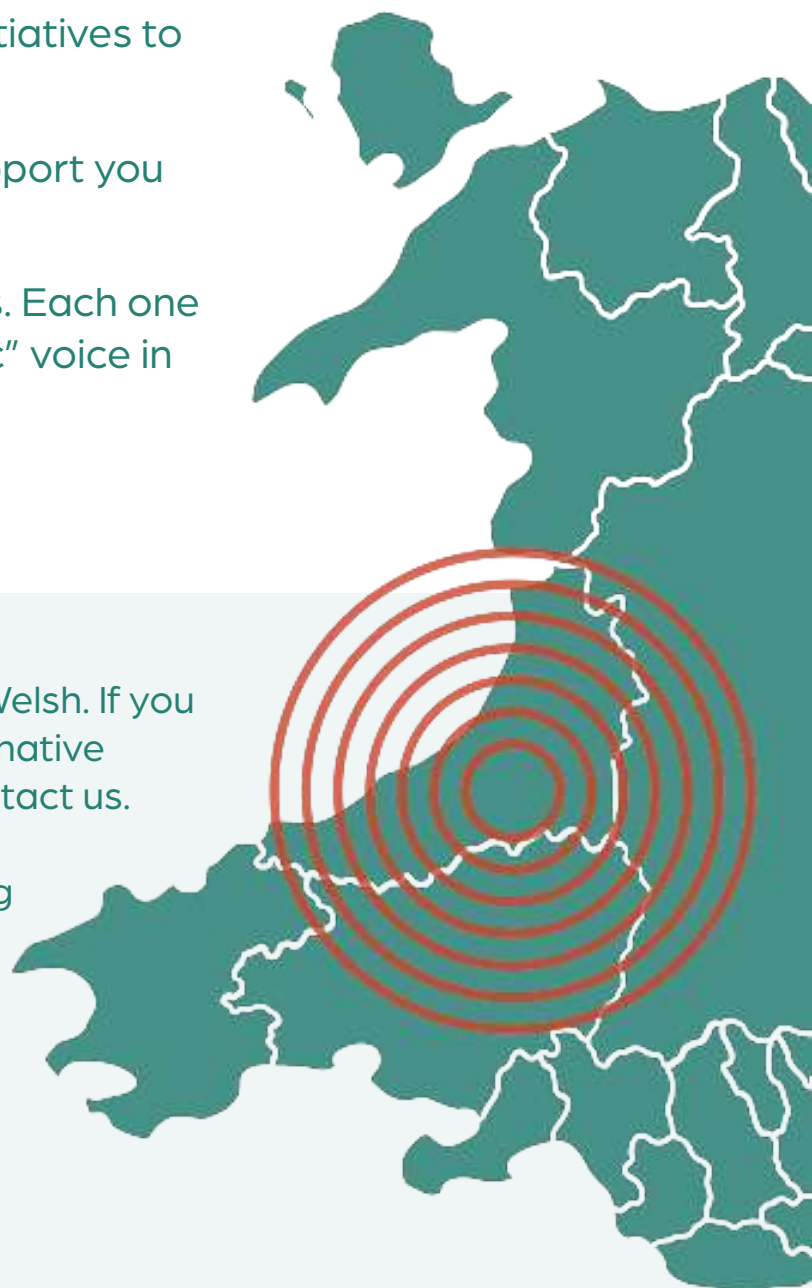 tiatives to
port you
s. Each one
c” voice in
Welsh. If you
native
tact us.
g